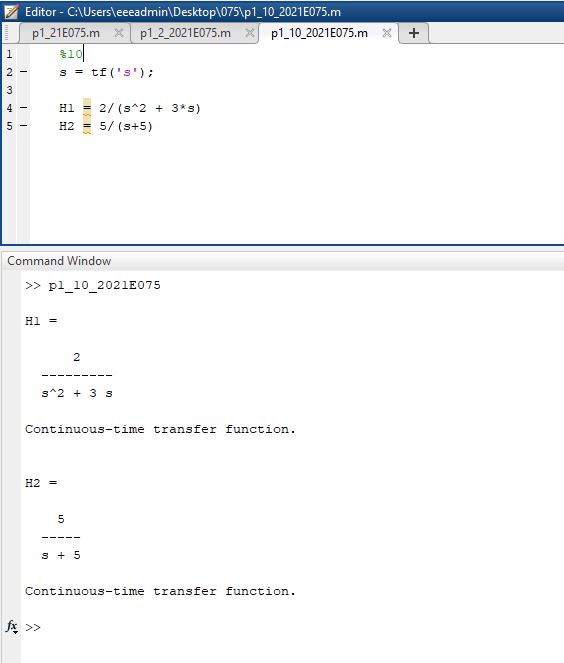 Editor - C:\Users\eeeadmin\Desktop\075\p1_10_2021E075.m
p1_21E075.m × p1_2_2021E075.m × p1_10_2021E075.m × +
1 %10
2 – s = tf('s');
3
4 – H1 = 2/(s^2 + 3*s)
5 – H2 = 5/(s+5)
Command Window
>> p1_10_2021E075
H1 =
2
---------
s^2 + 3 s
Continuous-time transfer function.
H2 =
5
-----
s + 5
Continuous-time transfer function.
fx >>